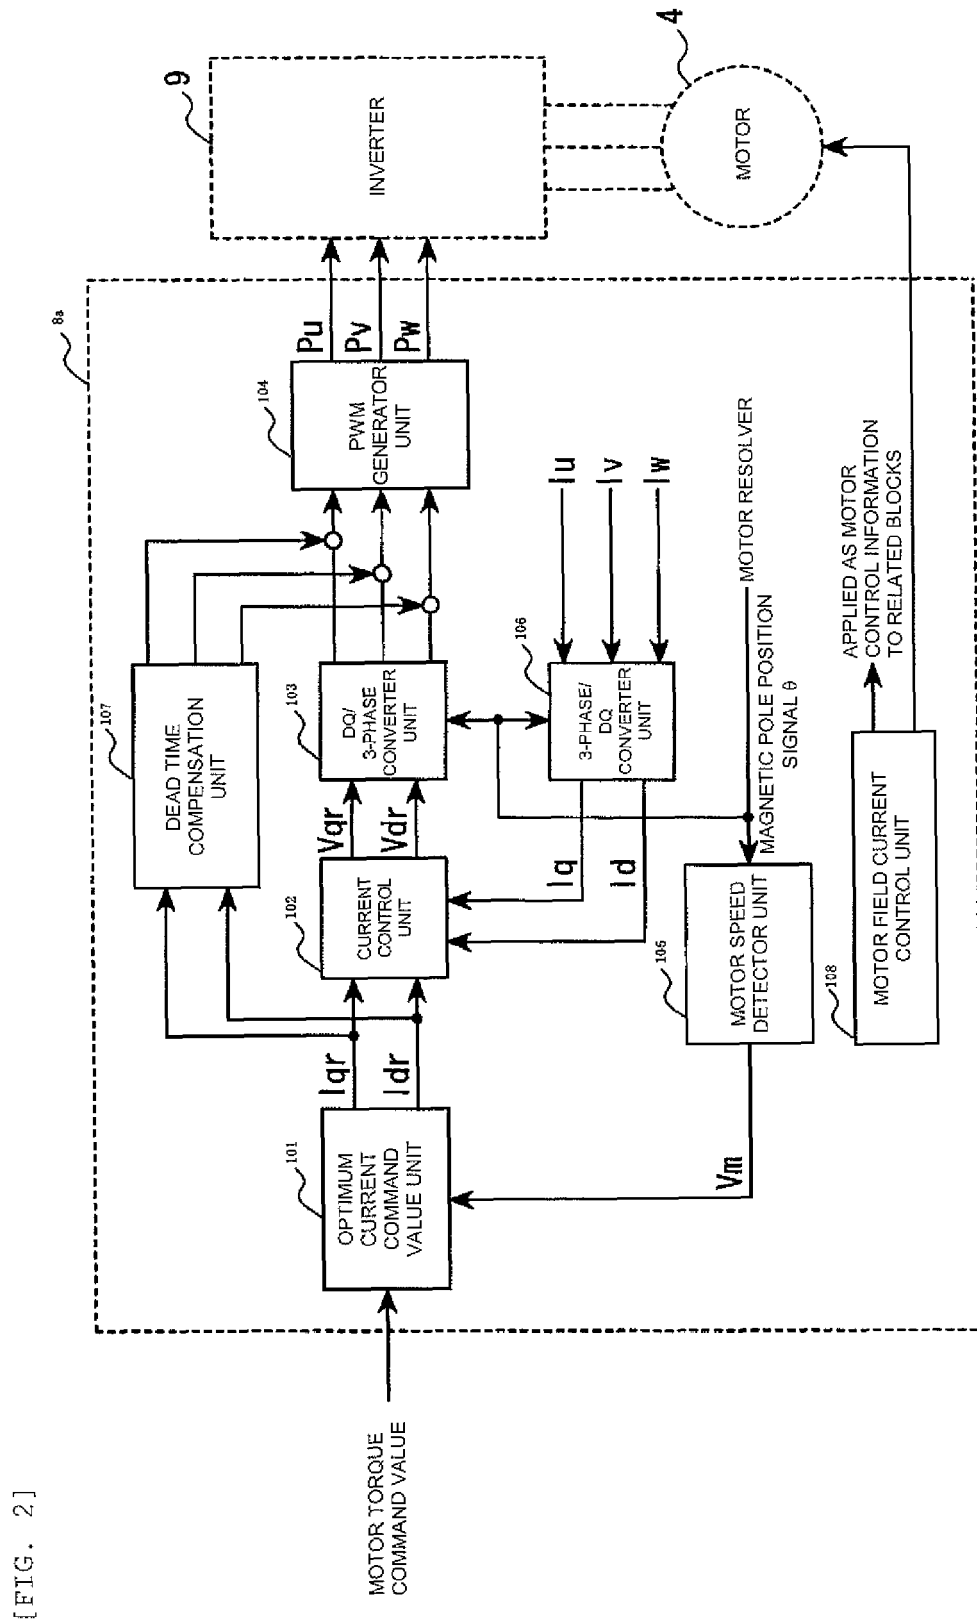 [FIG. 2]
MOTOR TORQUE
COMMAND VALUE
8a
107
DEAD TIME
COMPENSATION
UNIT
101
OPTIMUM
CURRENT
COMMAND
VALUE UNIT
Iqr
Idr
102
CURRENT
CONTROL
UNIT
Vqr
Vdr
103
DQ/
3-PHASE
CONVERTER
UNIT
104
PWM
GENERATOR
UNIT
Pu
Pv
Pw
9
INVERTER
4
MOTOR
Iq
Id
106
3-PHASE/
DQ
CONVERTER
UNIT
Iu
Iv
Iw
Vm
106
MOTOR SPEED
DETECTOR UNIT
MOTOR RESOLVER
MAGNETIC POLE POSITION
SIGNAL θ
108
MOTOR FIELD CURRENT
CONTROL UNIT
APPLIED AS MOTOR
CONTROL INFORMATION
TO RELATED BLOCKS